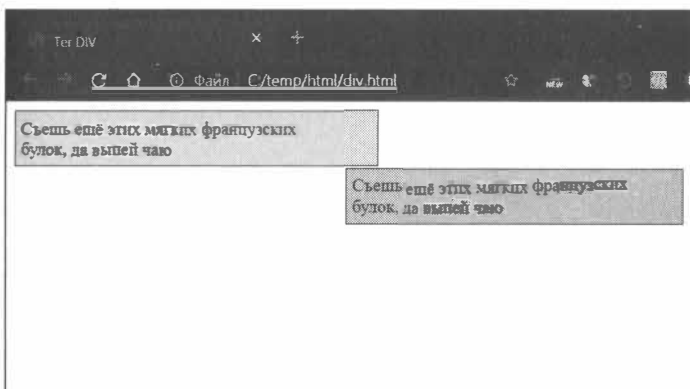 Тег DIV
Файл C:/temp/html/div.html
Съешь ещё этих мягких французских
булок, да выпей чаю
Съешь ещё этих мягких французских
булок, да выпей чаю